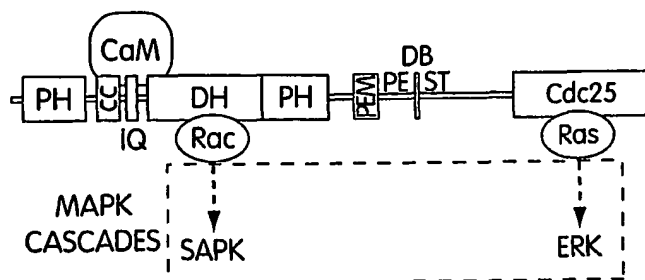 CaM
DB
PH CC DH PH PEM PE ST Cdc25
IQ Rac Ras
MAPK
CASCADES SAPK ERK